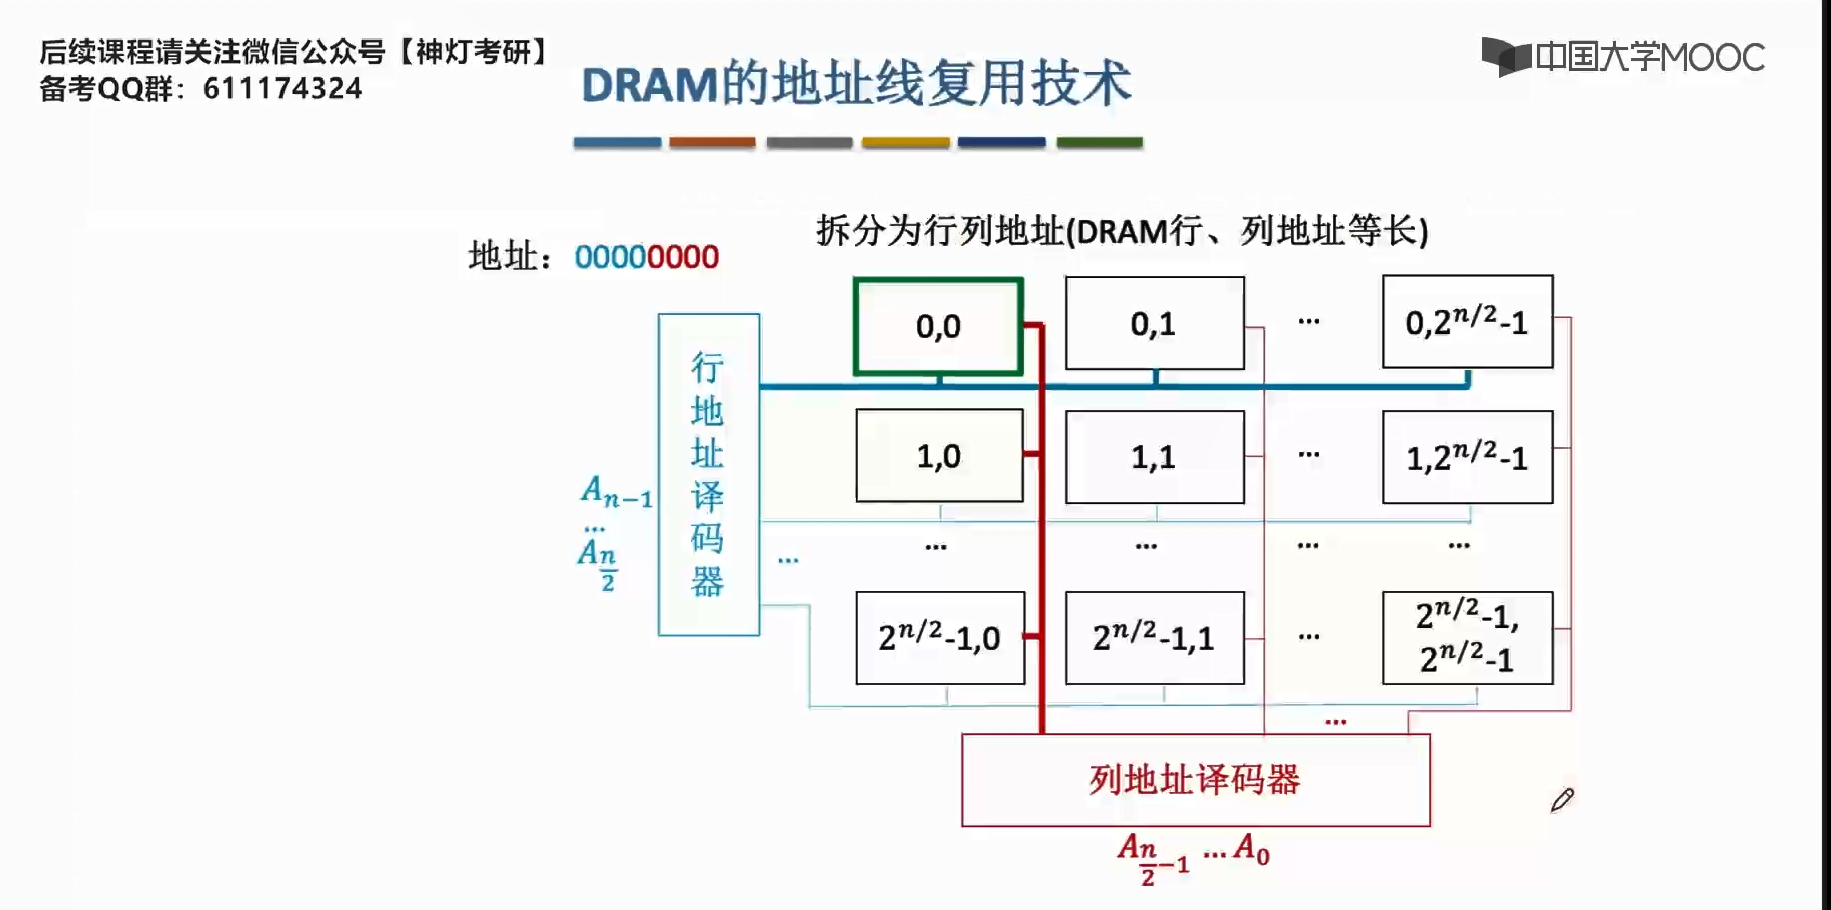 后续课程请关注微信公众号【神灯考研】
备考QQ群：611174324
中国大学MOOC
DRAM的地址线复用技术
拆分为行列地址(DRAM行、列地址等长)
地址：00000000
0,0
0,1
...
0,2^{n/2}-1
行地址译码器
1,0
1,1
...
1,2^{n/2}-1
A_{n-1}
...
A_{n/2}
...
...
...
...
...
2^{n/2}-1,0
2^{n/2}-1,1
...
2^{n/2}-1,
2^{n/2}-1
...
列地址译码器
A_{n/2-1} ...A_0